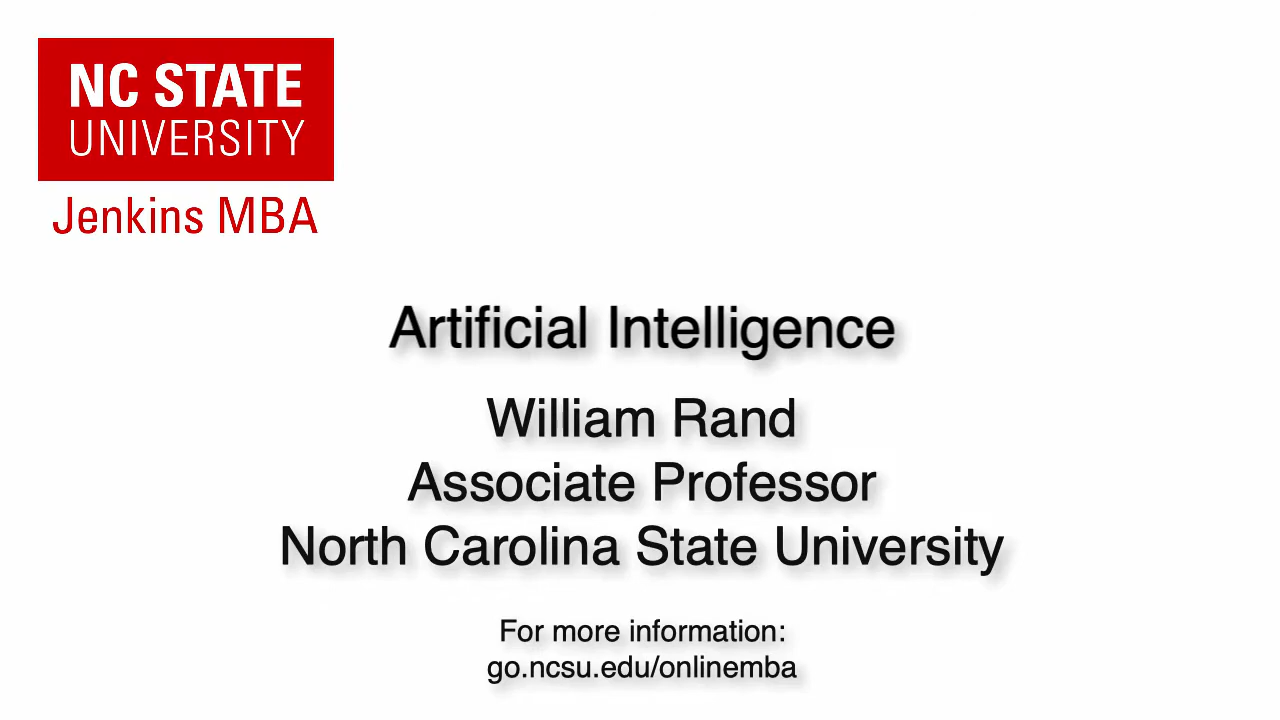 NC STATE
UNIVERSITY
Jenkins MBA
Artificial Intelligence
William Rand
Associate Professor
North Carolina State University
For more information:
go.ncsu.edu/onlinemba